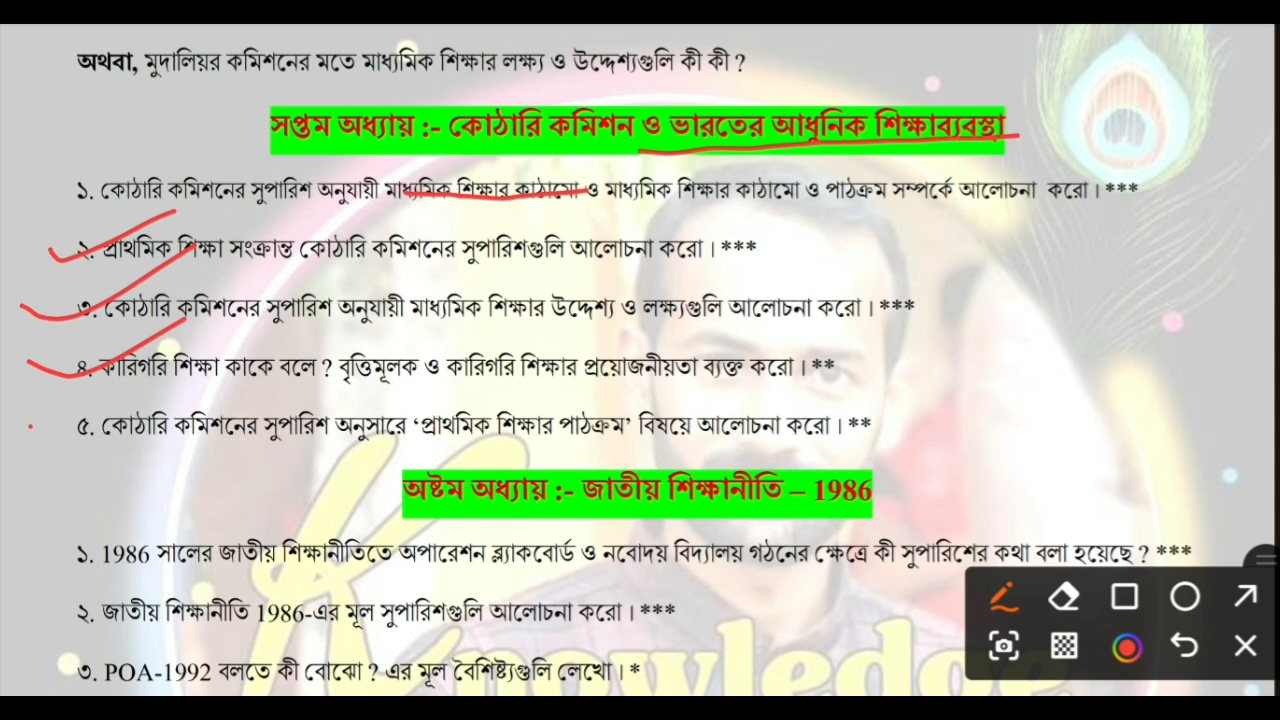 অথবা, মুদালিয়র কমিশনের মতে মাধ্যমিক শিক্ষার লক্ষ্য ও উদ্দেশ্যগুলি কী কী ?
সপ্তম অধ্যায় :- কোঠারি কমিশন ও ভারতের আধুনিক শিক্ষাব্যবস্থা
১. কোঠারি কমিশনের সুপারিশ অনুযায়ী মাধ্যমিক শিক্ষার কাঠামো ও মাধ্যমিক শিক্ষার কাঠামো ও পাঠক্রম সম্পর্কে আলোচনা করো। ***
২. প্রাথমিক শিক্ষা সংক্রান্ত কোঠারি কমিশনের সুপারিশগুলি আলোচনা করো। ***
৩. কোঠারি কমিশনের সুপারিশ অনুযায়ী মাধ্যমিক শিক্ষার উদ্দেশ্য ও লক্ষ্যগুলি আলোচনা করো। ***
৪. কারিগরি শিক্ষা কাকে বলে ? বৃত্তিমূলক ও কারিগরি শিক্ষার প্রয়োজনীয়তা ব্যক্ত করো। **
৫. কোঠারি কমিশনের সুপারিশ অনুসারে ‘প্রাথমিক শিক্ষার পাঠক্রম’ বিষয়ে আলোচনা করো। **
অষ্টম অধ্যায় :- জাতীয় শিক্ষানীতি – 1986
১. 1986 সালের জাতীয় শিক্ষানীতিতে অপারেশন ব্ল্যাকবোর্ড ও নবোদয় বিদ্যালয় গঠনের ক্ষেত্রে কী সুপারিশের কথা বলা হয়েছে ? ***
২. জাতীয় শিক্ষানীতি 1986-এর মূল সুপারিশগুলি আলোচনা করো। ***
৩. POA-1992 বলতে কী বোঝো ? এর মূল বৈশিষ্ট্যগুলি লেখো। *
Knowledge